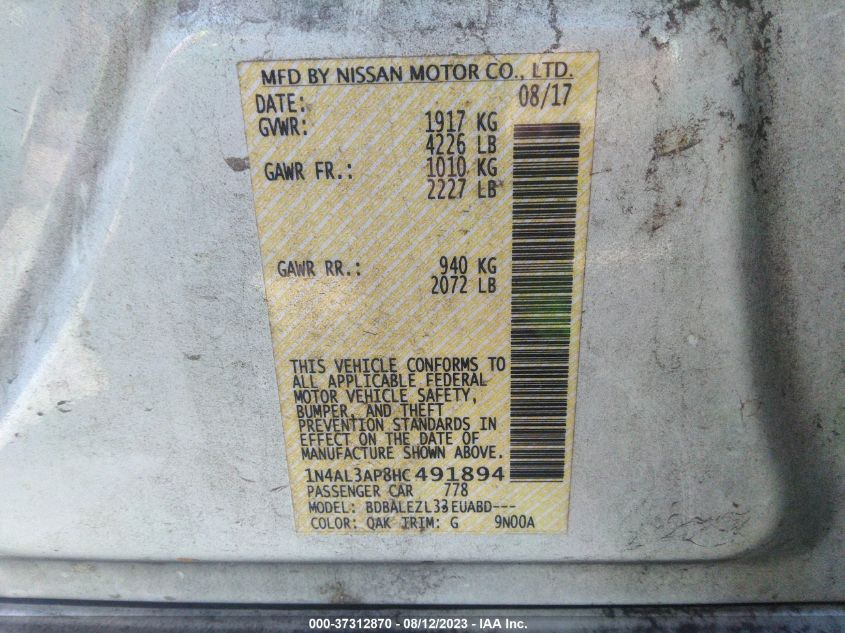 MFD BY NISSAN MOTOR CO., LTD.
DATE: 08/17
GVWR: 1917 KG
4226 LB
GAWR FR.: 1010 KG
2227 LB
GAWR RR.: 940 KG
2072 LB
THIS VEHICLE CONFORMS TO
ALL APPLICABLE FEDERAL
MOTOR VEHICLE SAFETY,
BUMPER, AND THEFT
PREVENTION STANDARDS IN
EFFECT ON THE DATE OF
MANUFACTURE SHOWN ABOVE.
1N4AL3AP8HC491894
PASSENGER CAR 778
MODEL:
COLOR: QAK TRIM: G 9N00A
000-37312870 - 08/12/2023 - IAA Inc.